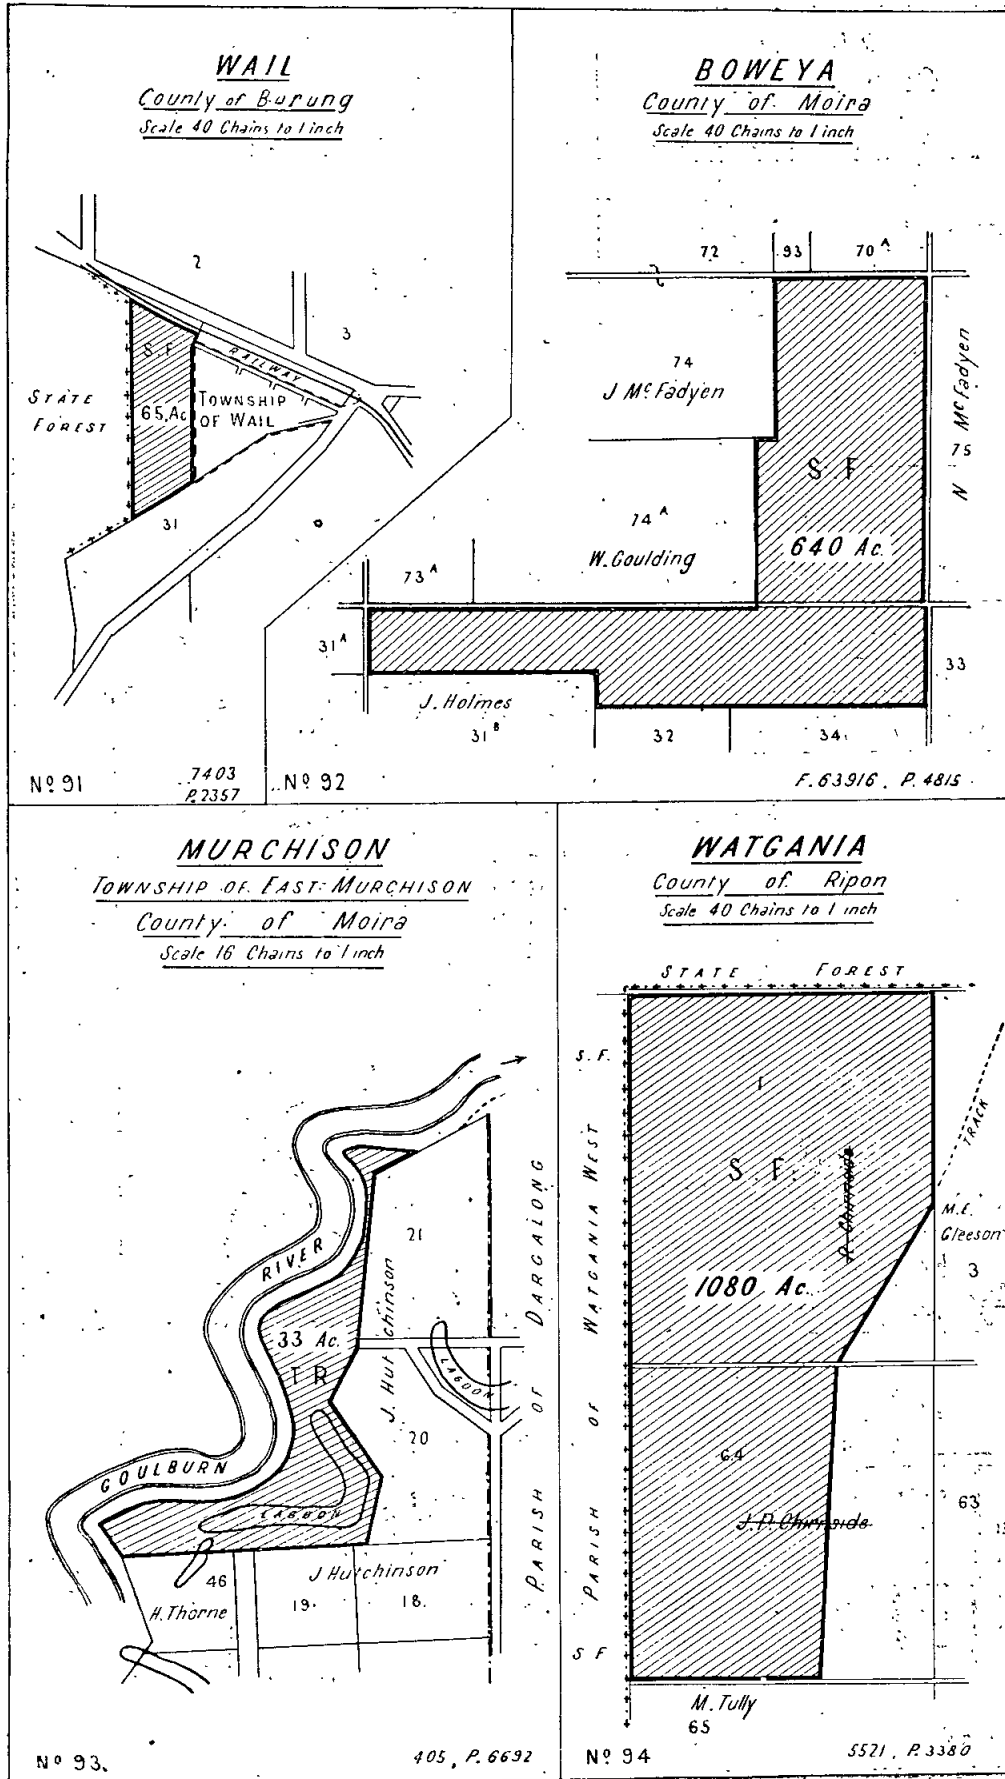 WAIL
County of Burung
Scale 40 Chains to 1 inch
2
3
S.F.
RAILWAY
STATE
FOREST
65 Ac
TOWNSHIP
OF WAIL
31
Nº 91
7403
P.2357
BOWEYA
County of Moira
Scale 40 Chains to 1 inch
72
93
70A
74
J McFadyen
N McFadyen
75
S.F.
640 Ac.
74A
W. Goulding
73A
31A
33
J. Holmes
31B
32
34
Nº 92
F. 63916, P. 4815
MURCHISON
TOWNSHIP OF EAST MURCHISON
County of Moira
Scale 16 Chains to 1 inch
21
GOULBURN RIVER
J. Hutchinson
33 Ac.
T R
LAGOON
20
LAGOON
PARISH OF DARGALONG
46
H. Thorne
J Hutchinson
19.
18.
Nº 93.
405, P. 6692
WATGANIA
County of Ripon
Scale 40 Chains to 1 inch
STATE FOREST
S.F.
1
TRACK
S. F.
M.E.
Gleeson
3
1080 Ac.
PARISH OF WATGANIA WEST
64
63
J.P. Chirnside
S F
M. Tully
65
Nº 94
5521, P. 3380